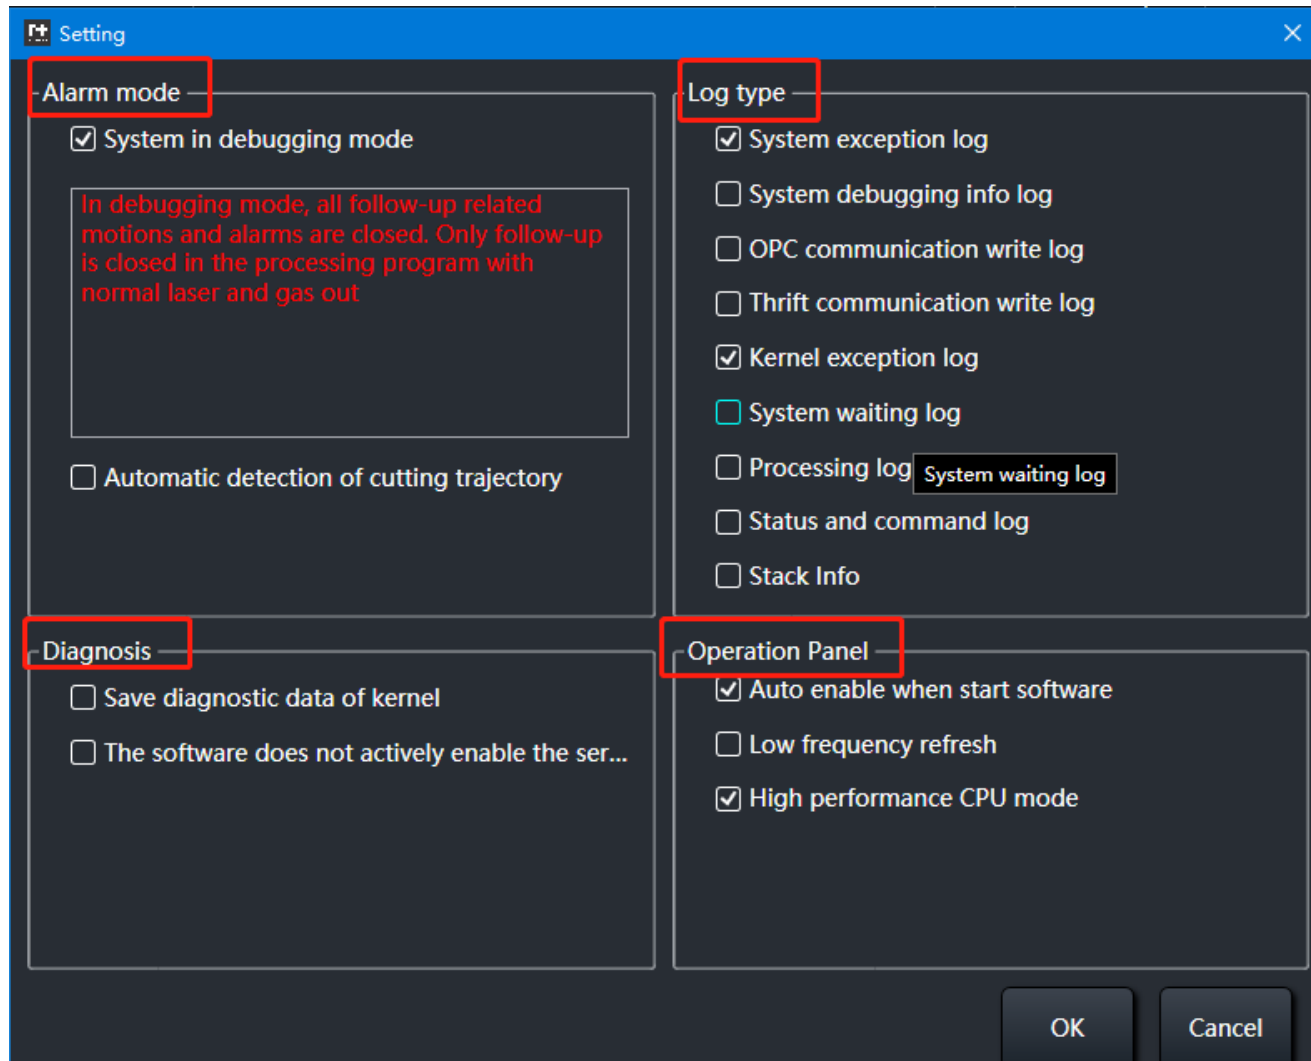 Setting
Alarm mode
System in debugging mode
In debugging mode, all follow-up related
motions and alarms are closed. Only follow-up
is closed in the processing program with
normal laser and gas out
Automatic detection of cutting trajectory
Log type
System exception log
System debugging info log
OPC communication write log
Thrift communication write log
Kernel exception log
System waiting log
Processing log
System waiting log
Status and command log
Stack Info
Diagnosis
Save diagnostic data of kernel
The software does not actively enable the ser...
Operation Panel
Auto enable when start software
Low frequency refresh
High performance CPU mode
OK
Cancel